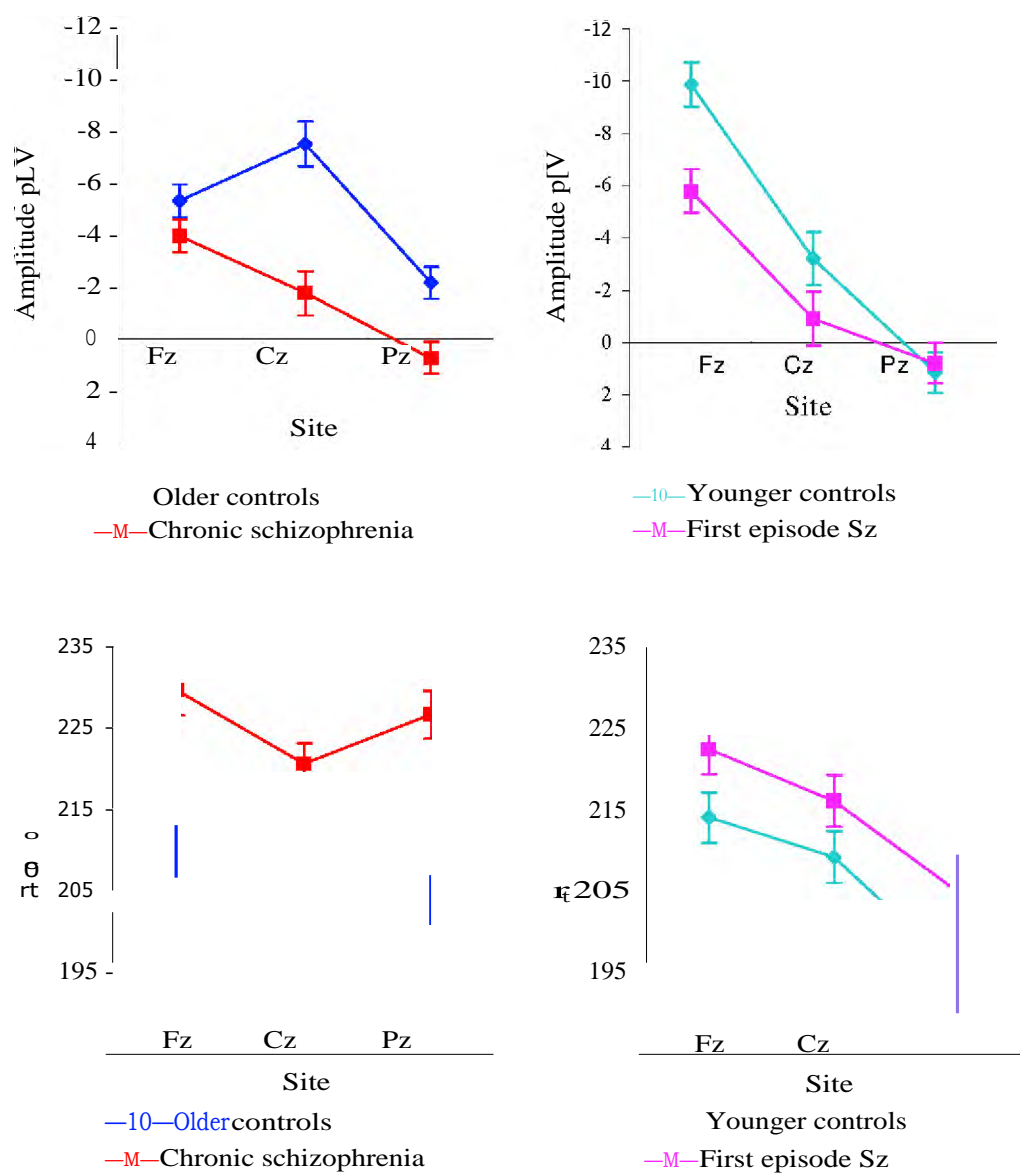 -12 -
-10 -
-8 -
-6 -
-4 -
-2 -
0
2 -
4
Amplitude pLV
Fz Cz Pz
Site
Older controls
—M—Chronic schizophrenia
-12
-10
-8
-6
-4
-2
0
2
4
Amplitude p[V
Fz Cz Pz
Site
—10—Younger controls
—M—First episode Sz
235
225
215
205
195 -
rt
Fz Cz Pz
Site
—10—Older controls
—M—Chronic schizophrenia
235
225
215
205
195
Fz Cz
Site
Younger controls
—M—First episode Sz